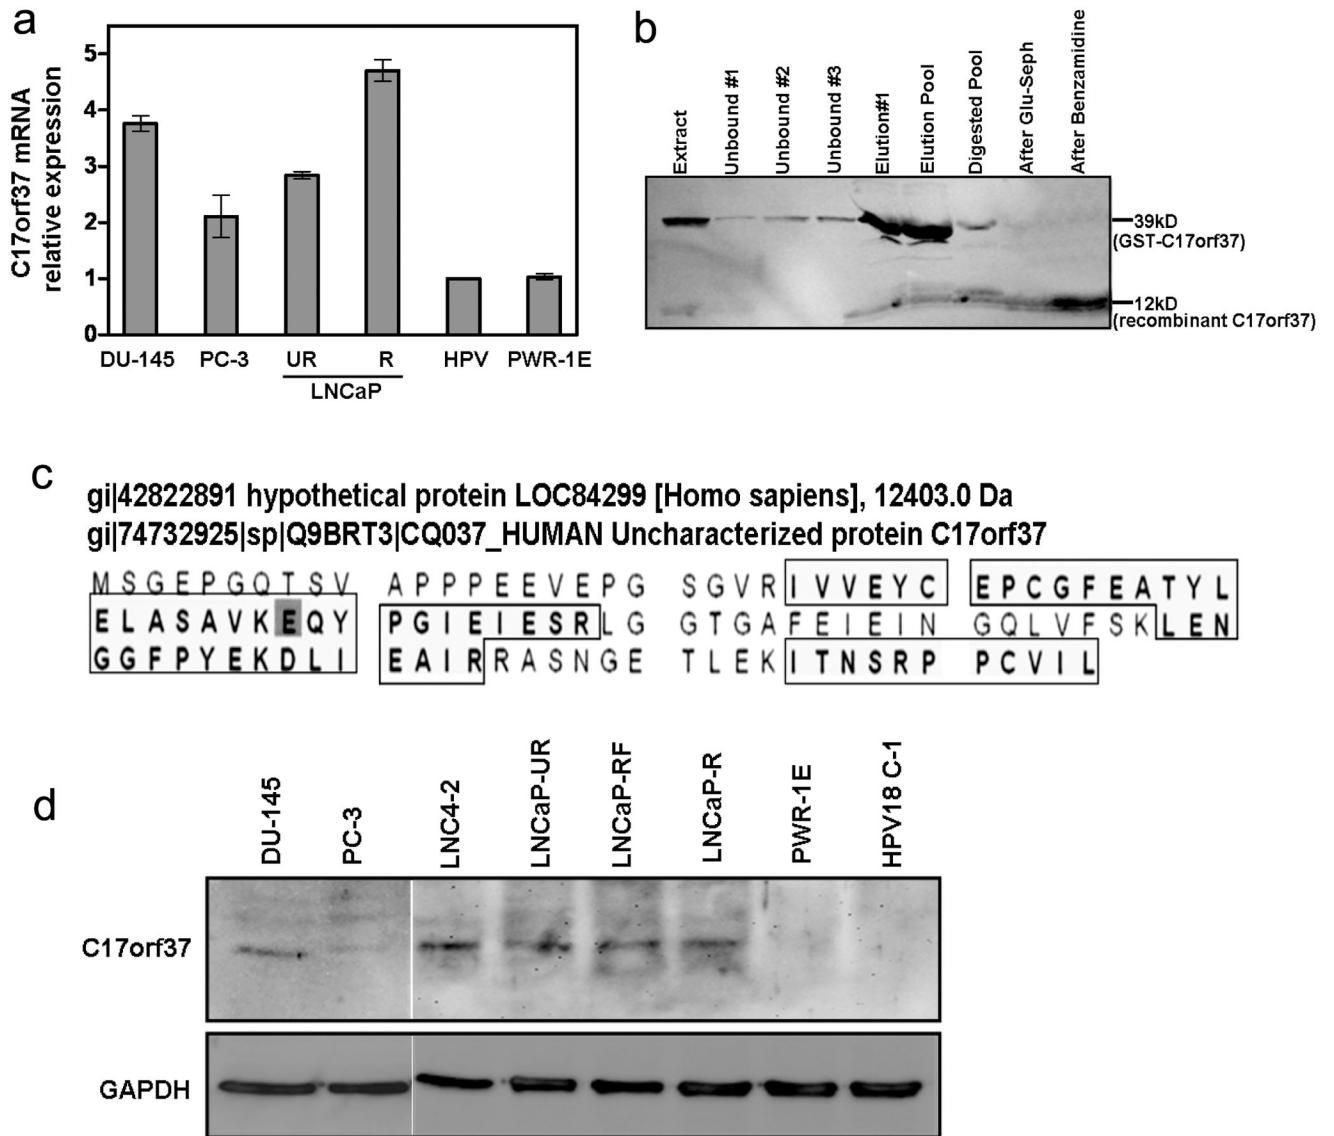 a
C17orf37 mRNA
relative expression
5
4
3
2
1
0
DU-145 PC-3 UR R HPV PWR-1E
LNCaP
b
Extract
Unbound #1
Unbound #2
Unbound #3
Elution#1
Elution Pool
Digested Pool
After Glu-Seph
After Benzamidine
39kD
(GST-C17orf37)
12kD
(recombinant C17orf37)
c
gi|42822891 hypothetical protein LOC84299 [Homo sapiens], 12403.0 Da
gi|74732925|sp|Q9BRT3|CQ037_HUMAN Uncharacterized protein C17orf37
MSGEPGQTSV APPPEEVEPG SGVRIVVEYC EPCGFEATYL
ELASAVKEQY PGIEIESRLG GTGAFEIEIN GQLVFSKLEN
GGFPYEKDLI EAIRRASNGE TLEKITNSRP PCVIL
d
DU-145
PC-3
LNC4-2
LNCaP-UR
LNCaP-RF
LNCaP-R
PWR-1E
HPV18 C-1
C17orf37
GAPDH